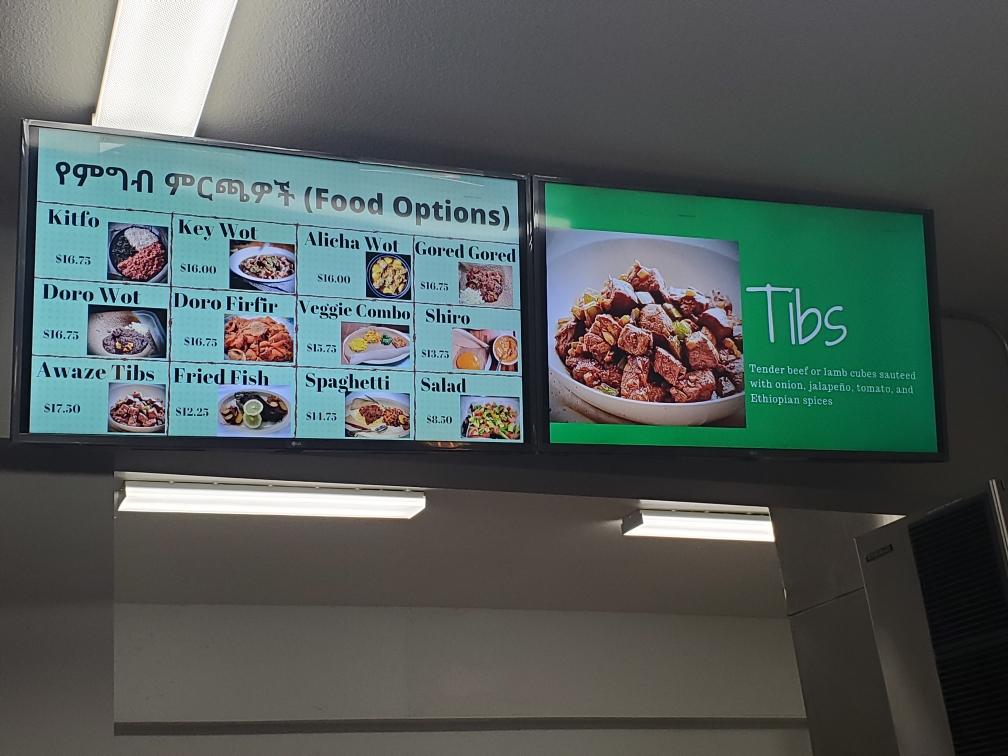 የምግብ ምርጫዎች (Food Options)
Kitfo
$16.75
Key Wot
$16.00
Alicha Wot
$16.00
Gored Gored
$16.75
Doro Wot
$16.75
Doro Firfir
$16.75
Veggie Combo
$15.75
Shiro
$13.75
Awaze Tibs
$17.50
Fried Fish
$12.25
Spaghetti
$14.75
Salad
$8.50
LG
Tibs
Tender beef or lamb cubes sauteed
with onion, jalapeño, tomato, and
Ethiopian spices